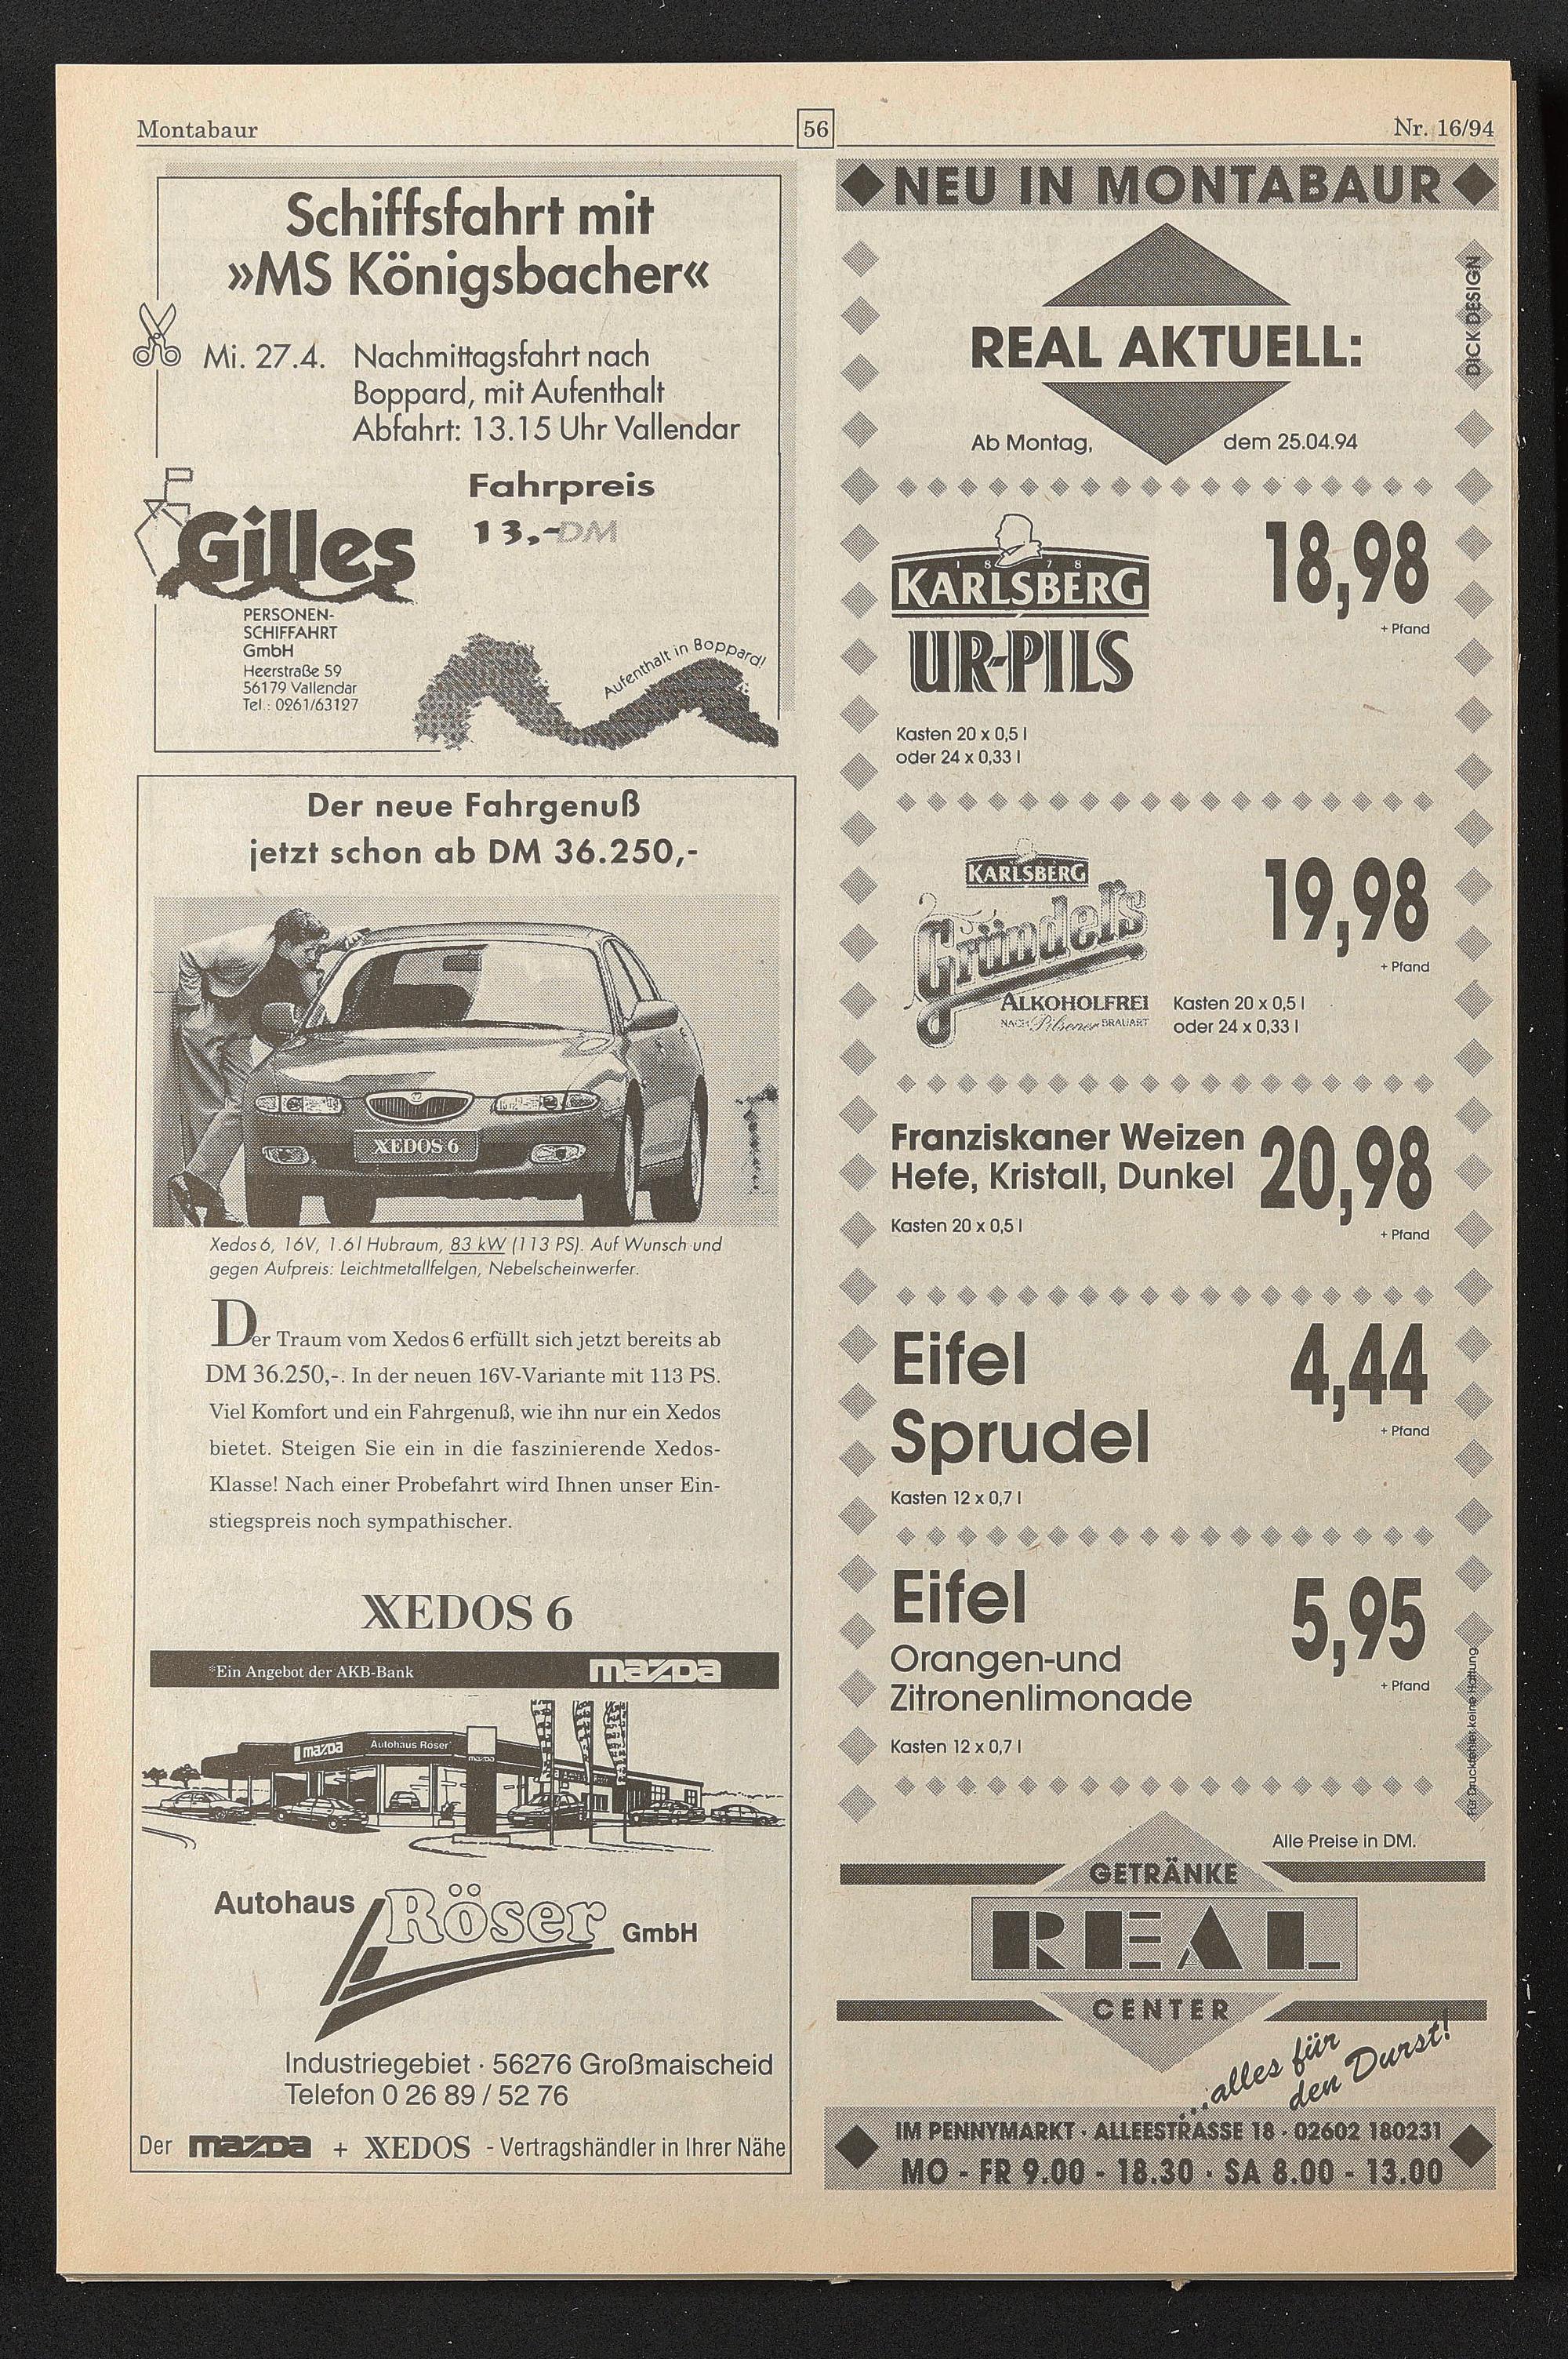 Montabaur
56
Nr. 16/94
Schiffsfahrt mit
»MS Königsbacher«
Mi. 27.4. Nachmittagsfahrt nach
Boppard, mit Aufenthalt
Abfahrt: 13.15 Uhr Vallendar
Fahrpreis
13,-DM
Gilles
PERSONEN-
SCHIFFAHRT
GmbH
Heerstraße 59
56179 Vallendar
Tel.: 0261/63127
Aufenthalt in Boppard!
Der neue Fahrgenuß
jetzt schon ab DM 36.250,-
XEDOS 6
Xedos 6, 16V, 1.6l Hubraum, 83 kW (113 PS). Auf Wunsch und
gegen Aufpreis: Leichtmetallfelgen, Nebelscheinwerfer.
Der Traum vom Xedos 6 erfüllt sich jetzt bereits ab
DM 36.250,-. In der neuen 16V-Variante mit 113 PS.
Viel Komfort und ein Fahrgenuß, wie ihn nur ein Xedos
bietet. Steigen Sie ein in die faszinierende Xedos-
Klasse! Nach einer Probefahrt wird Ihnen unser Ein-
stiegspreis noch sympathischer.
XEDOS 6
*Ein Angebot der AKB-Bank
mazda
mazda Autohaus Röser
mazda
Autohaus Röser GmbH
Industriegebiet · 56276 Großmaischeid
Telefon 0 26 89 / 52 76
Der mazda + XEDOS - Vertragshändler in Ihrer Nähe
NEU IN MONTABAUR
DICK DESIGN
REAL AKTUELL:
Ab Montag, dem 25.04.94
1878
KARLSBERG
UR-PILS
18,98
+ Pfand
Kasten 20 x 0,5 l
oder 24 x 0,33 l
KARLSBERG
Gründel's
ALKOHOLFREI
NACH Pilsener BRAUART
19,98
+ Pfand
Kasten 20 x 0,5 l
oder 24 x 0,33 l
Franziskaner Weizen
Hefe, Kristall, Dunkel
20,98
+ Pfand
Kasten 20 x 0,5 l
Eifel
Sprudel
4,44
+ Pfand
Kasten 12 x 0,7 l
Eifel
Orangen-und
Zitronenlimonade
5,95
+ Pfand
Kasten 12 x 0,7 l
Für Druckfehler keine Haftung
Alle Preise in DM.
GETRÄNKE
REAL
CENTER
...alles für
den Durst!
IM PENNYMARKT · ALLEESTRASSE 18 · 02602 180231
MO - FR 9.00 - 18.30 · SA 8.00 - 13.00